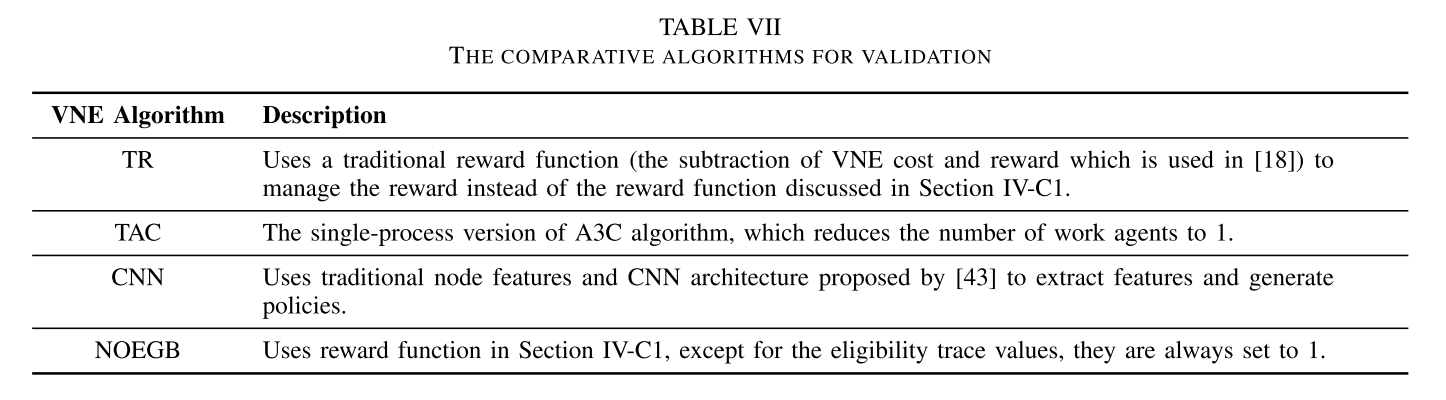 TABLE VII
THE COMPARATIVE ALGORITHMS FOR VALIDATION
VNE Algorithm Description
TR Uses a traditional reward function (the subtraction of VNE cost and reward which is used in [18]) to
manage the reward instead of the reward function discussed in Section IV-C1.
TAC The single-process version of A3C algorithm, which reduces the number of work agents to 1.
CNN Uses traditional node features and CNN architecture proposed by [43] to extract features and generate
policies.
NOEGB Uses reward function in Section IV-C1, except for the eligibility trace values, they are always set to 1.